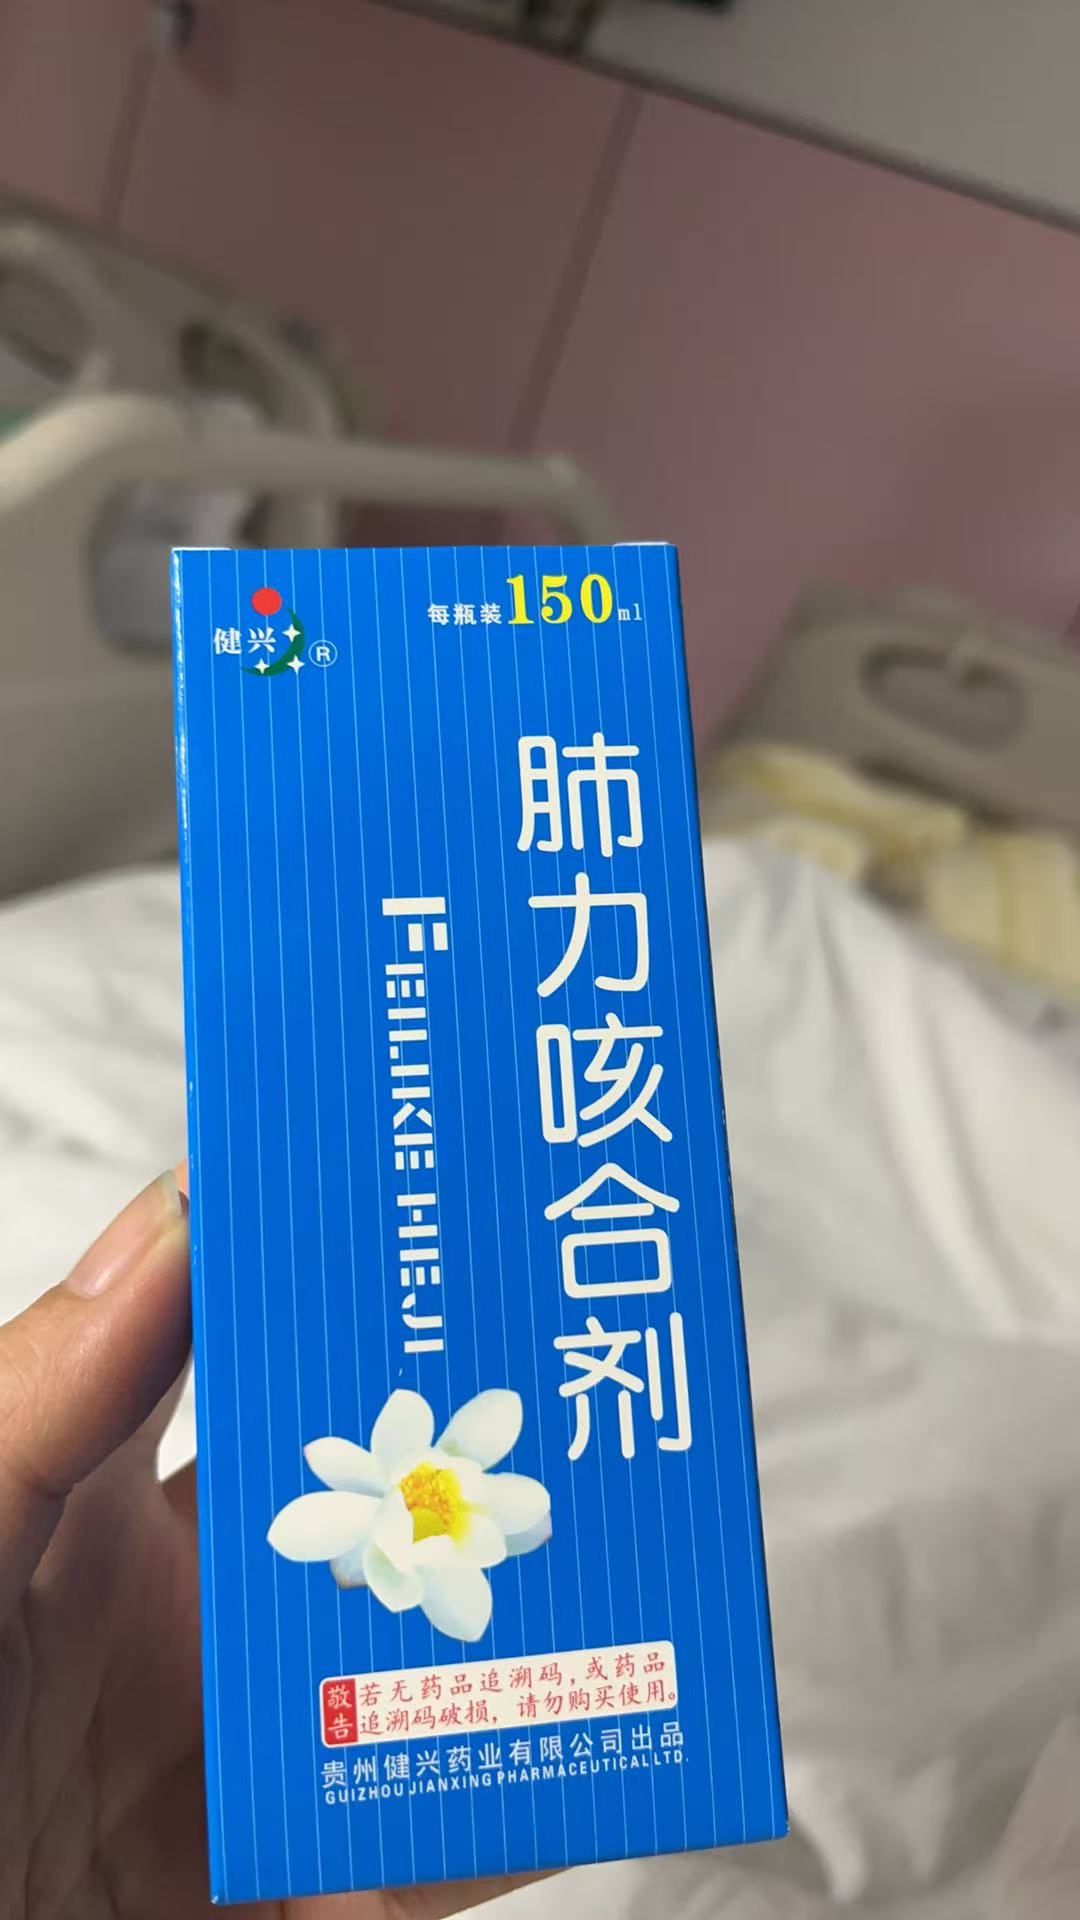 健兴®
每瓶装150ml
肺力咳合剂
FEILIKE HEJI
敬告
若无药品追溯码，或药品
追溯码破损，请勿购买使用。
贵州健兴药业有限公司出品
GUIZHOU JIANXING PHARMACEUTICAL LTD.